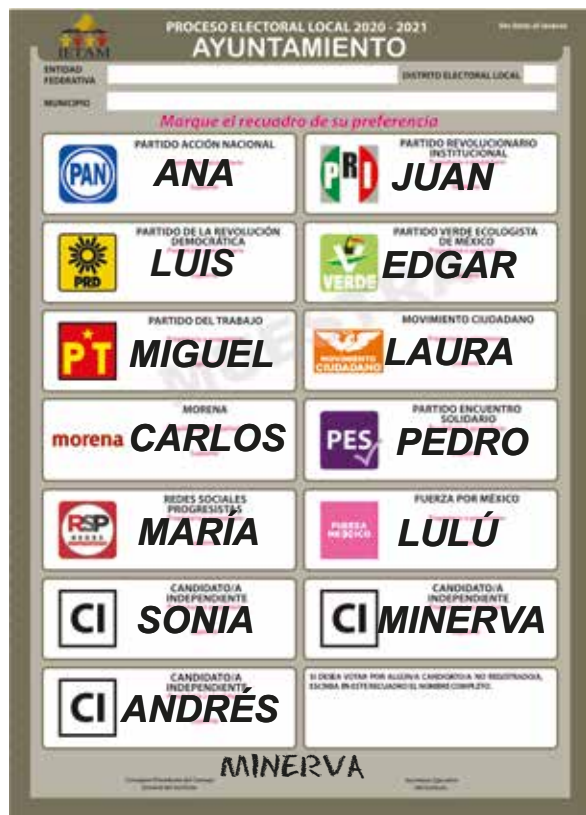 PROCESO ELECTORAL LOCAL 2020 - 2021
AYUNTAMIENTO
IETAM
ENTIDAD FEDERATIVA
DISTRITO ELECTORAL LOCAL
MUNICIPIO
Marque el recuadro de su preferencia
PARTIDO ACCIÓN NACIONAL
PAN
ANA
PARTIDO REVOLUCIONARIO
INSTITUCIONAL
PRI
JUAN
PARTIDO DE LA REVOLUCIÓN
DEMOCRÁTICA
PRD
LUIS
PARTIDO VERDE ECOLOGISTA
DE MÉXICO
VERDE
EDGAR
PARTIDO DEL TRABAJO
PT
MIGUEL
MOVIMIENTO CIUDADANO
MOVIMIENTO
CIUDADANO
LAURA
MORENA
morena
CARLOS
PARTIDO ENCUENTRO
SOLIDARIO
PES
PEDRO
REDES SOCIALES
PROGRESISTAS
RSP
REDES
MARÍA
FUERZA POR MÉXICO
FUERZA
MÉXICO
LULÚ
CANDIDATO/A
INDEPENDIENTE
CI
SONIA
CANDIDATO/A
INDEPENDIENTE
CI
MINERVA
CANDIDATO/A
INDEPENDIENTE
CI
ANDRÉS
SI DESEA VOTAR POR ALGUN/A CANDIDATO/A NO REGISTRADO/A,
ESCRIBA EN ESTE RECUADRO EL NOMBRE COMPLETO.
MUESTRA
MINERVA